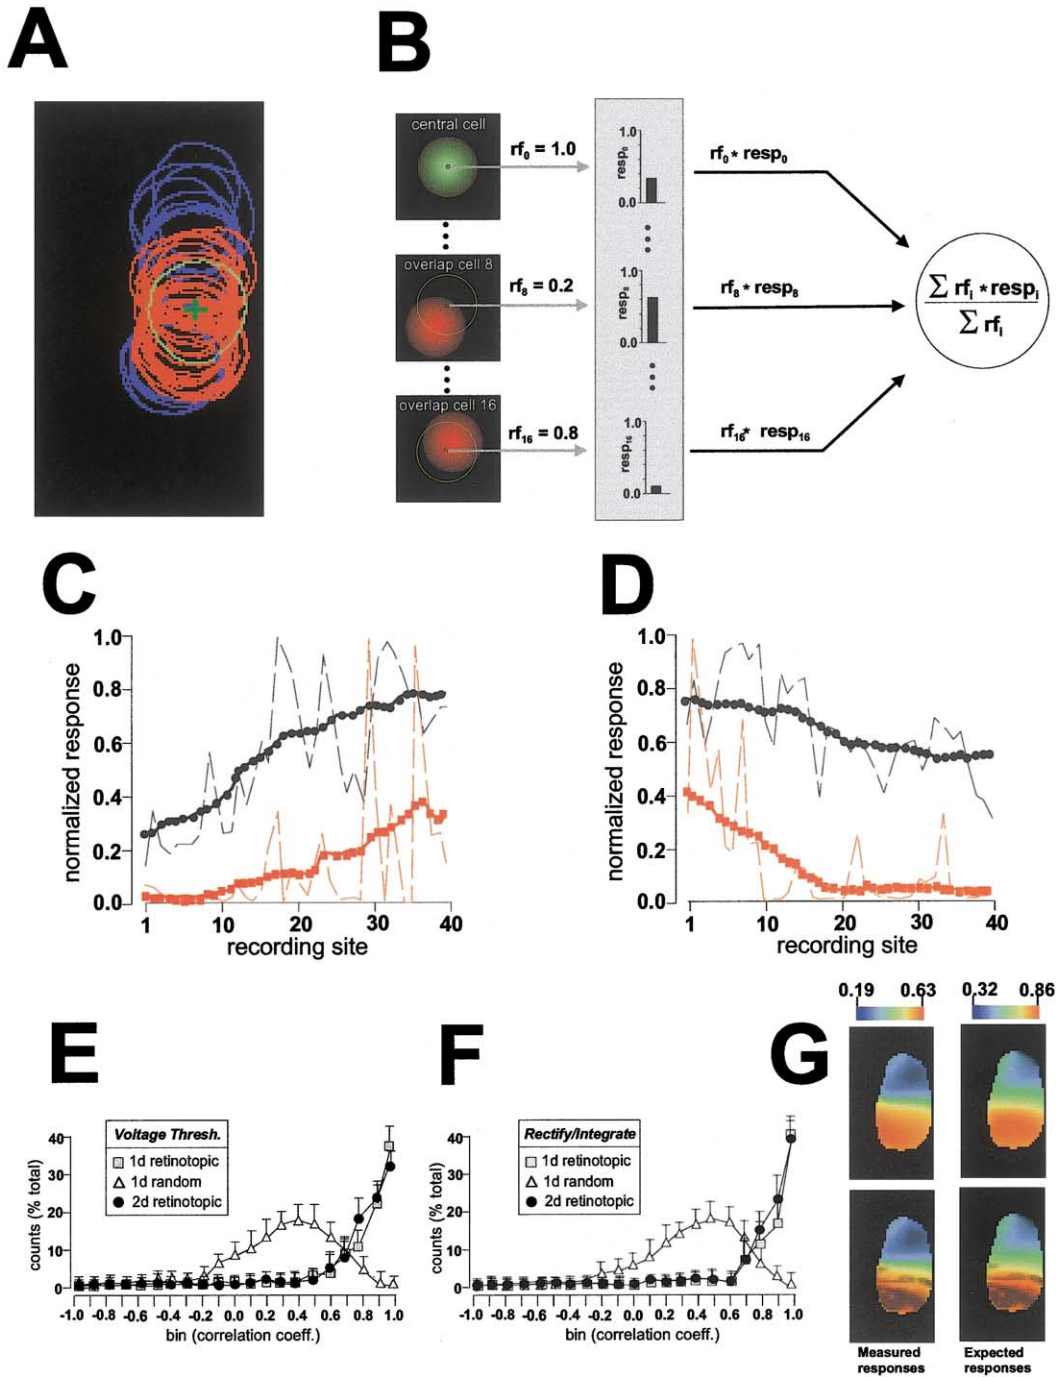 A
B
central cell
rf0 = 1.0
1.0
resp0
0.0
rf0 * resp0
overlap cell 8
rf8 = 0.2
1.0
resp8
0.0
rf8 * resp8
∑ rfi * respi
∑ rfi
overlap cell 16
rf16 = 0.8
1.0
resp16
0.0
rf16* resp16
C
normalized response
1.0
0.8
0.6
0.4
0.2
0.0
1 10 20 30 40
recording site
D
normalized response
1.0
0.8
0.6
0.4
0.2
0.0
1 10 20 30 40
recording site
E
Voltage Thresh.
1d retinotopic
1d random
2d retinotopic
counts (% total)
40
30
20
10
0
-1.0 -0.8 -0.6 -0.4 -0.2 0.0 0.2 0.4 0.6 0.8 1.0
bin (correlation coeff.)
F
Rectify/Integrate
1d retinotopic
1d random
2d retinotopic
counts (% total)
40
30
20
10
0
-1.0 -0.8 -0.6 -0.4 -0.2 0.0 0.2 0.4 0.6 0.8 1.0
bin (correlation coeff.)
G
0.19 0.63
0.32 0.86
Measured
responses
Expected
responses